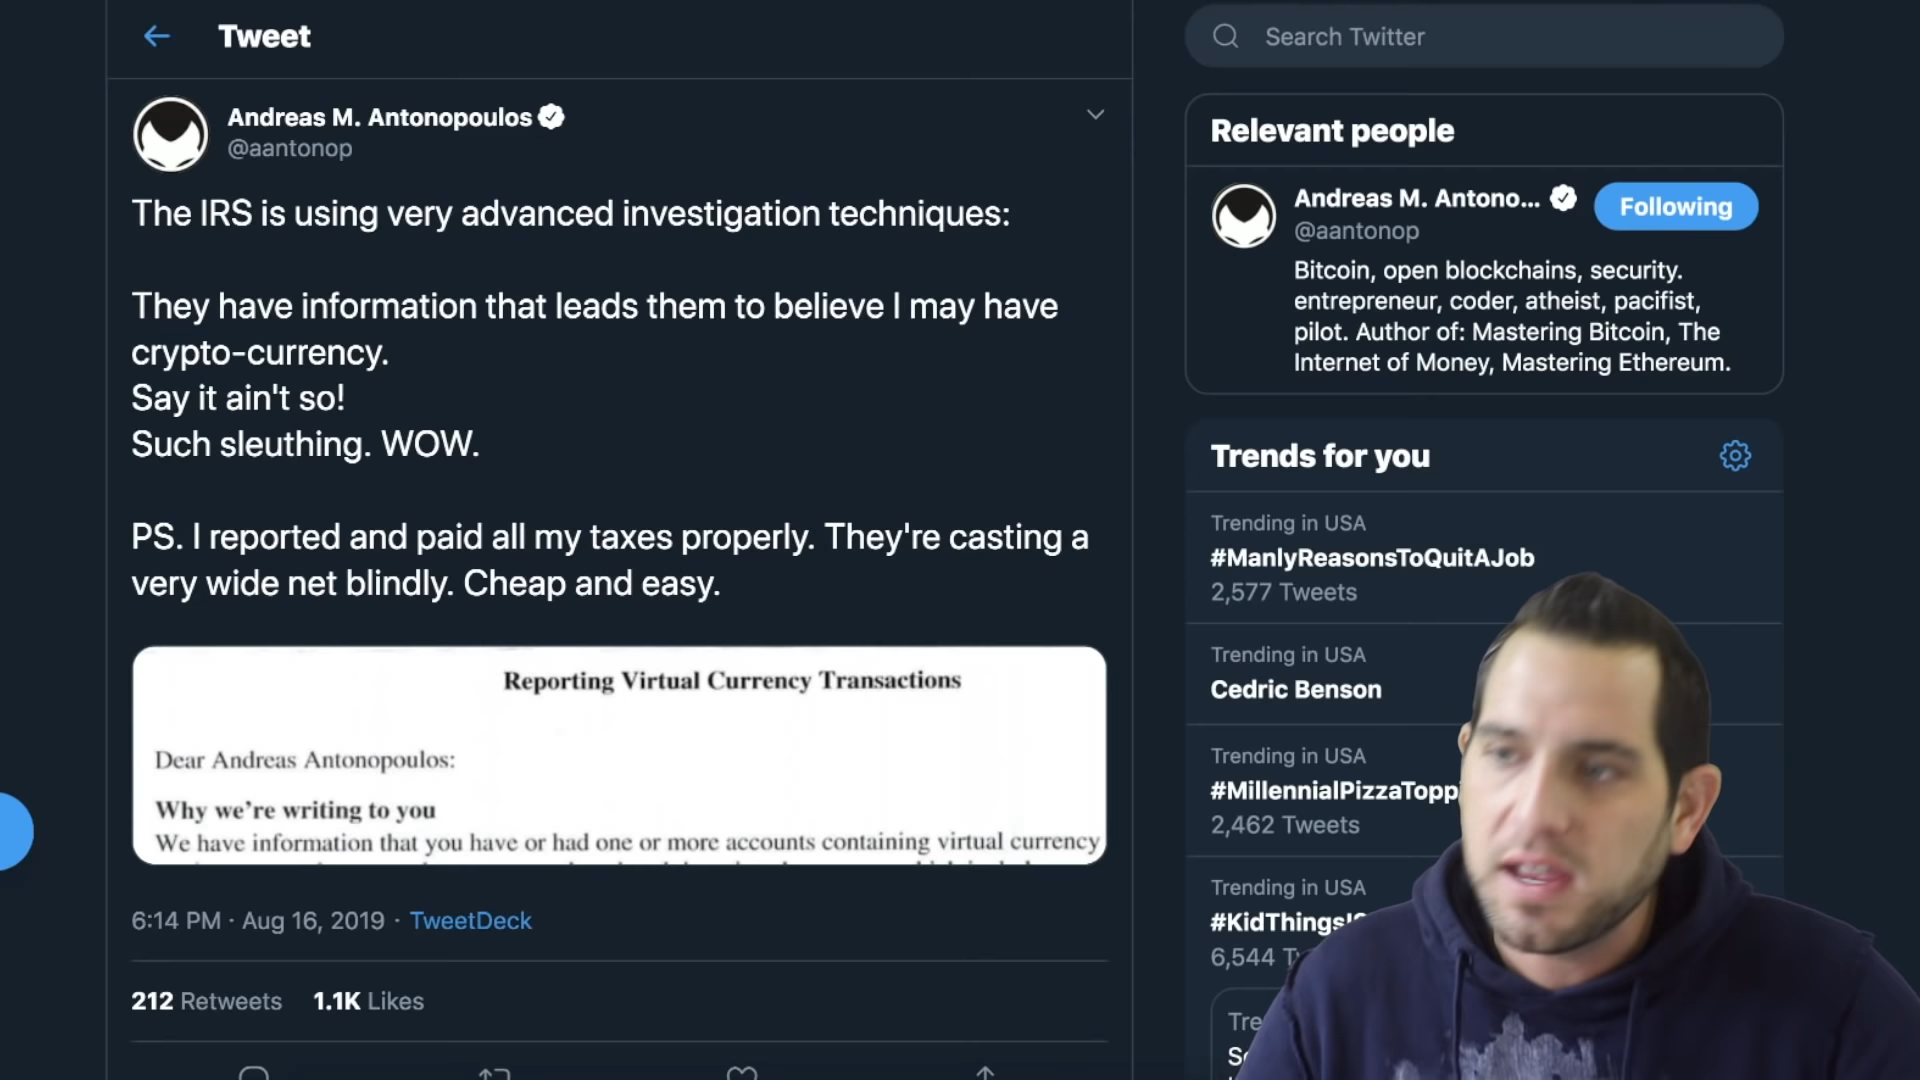 Tweet
Andreas M. Antonopoulos
@aantonop
The IRS is using very advanced investigation techniques:
They have information that leads them to believe I may have
crypto-currency.
Say it ain't so!
Such sleuthing. WOW.
PS. I reported and paid all my taxes properly. They're casting a
very wide net blindly. Cheap and easy.
Reporting Virtual Currency Transactions
Dear Andreas Antonopoulos:
Why we're writing to you
We have information that you have or had one or more accounts containing virtual currency
6:14 PM · Aug 16, 2019 · TweetDeck
212 Retweets 1.1K Likes
Search Twitter
Relevant people
Andreas M. Antono...
Following
@aantonop
Bitcoin, open blockchains, security.
entrepreneur, coder, atheist, pacifist,
pilot. Author of: Mastering Bitcoin, The
Internet of Money, Mastering Ethereum.
Trends for you
Trending in USA
#ManlyReasonsToQuitAJob
2,577 Tweets
Trending in USA
Cedric Benson
Trending in USA
#MillennialPizzaTopp
2,462 Tweets
Trending in USA
#KidThingsI
6,544 T
Tre